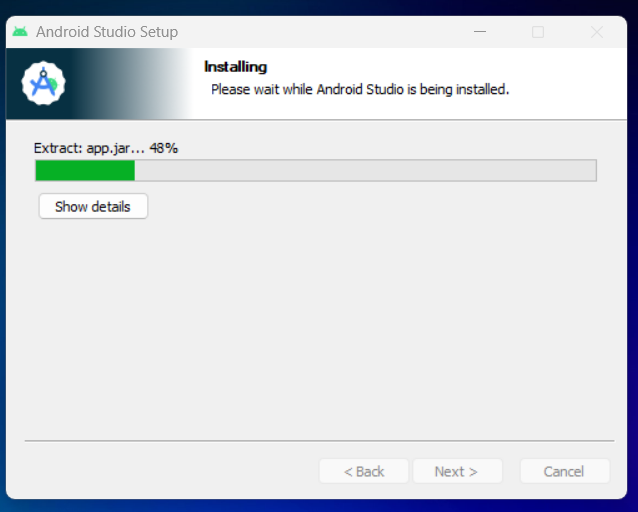 Android Studio Setup
Installing
Please wait while Android Studio is being installed.
Extract: app.jar... 48%
Show details
< Back
Next >
Cancel